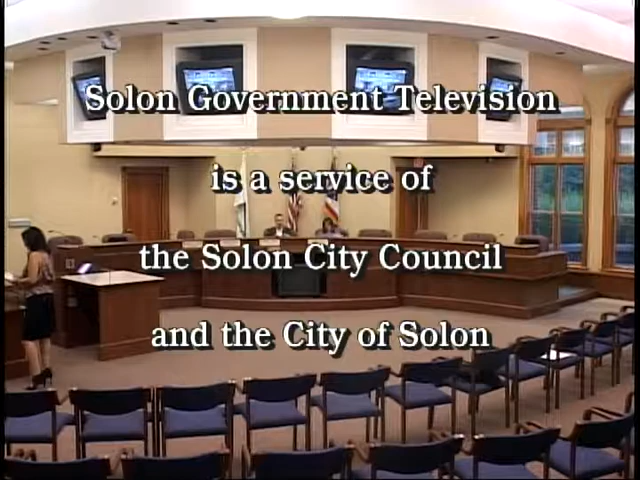 Solon Government Television
is a service of
the Solon City Council
and the City of Solon